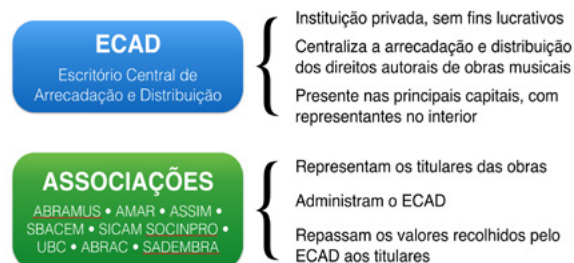 ECAD
Escritório Central de
Arrecadação e Distribuição
Instituição privada, sem fins lucrativos
Centraliza a arrecadação e distribuição
dos direitos autorais de obras musicais
Presente nas principais capitais, com
representantes no interior
ASSOCIAÇÕES
ABRAMUS • AMAR • ASSIM •
SBACEM • SICAM SOCINPRO •
UBC • ABRAC • SADEMBRA
Representam os titulares das obras
Administram o ECAD
Repassam os valores recolhidos pelo
ECAD aos titulares